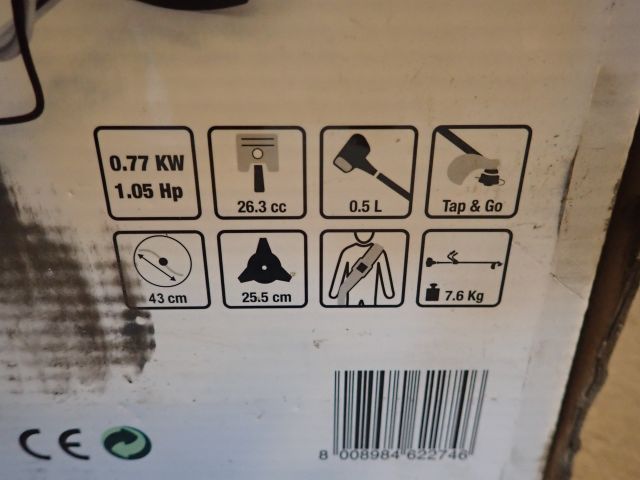 0.77 KW
1.05 Hp
26.3 cc
0.5 L
Tap & Go
43 cm
25.5 cm
7.6 Kg
CE
8 008984 622746